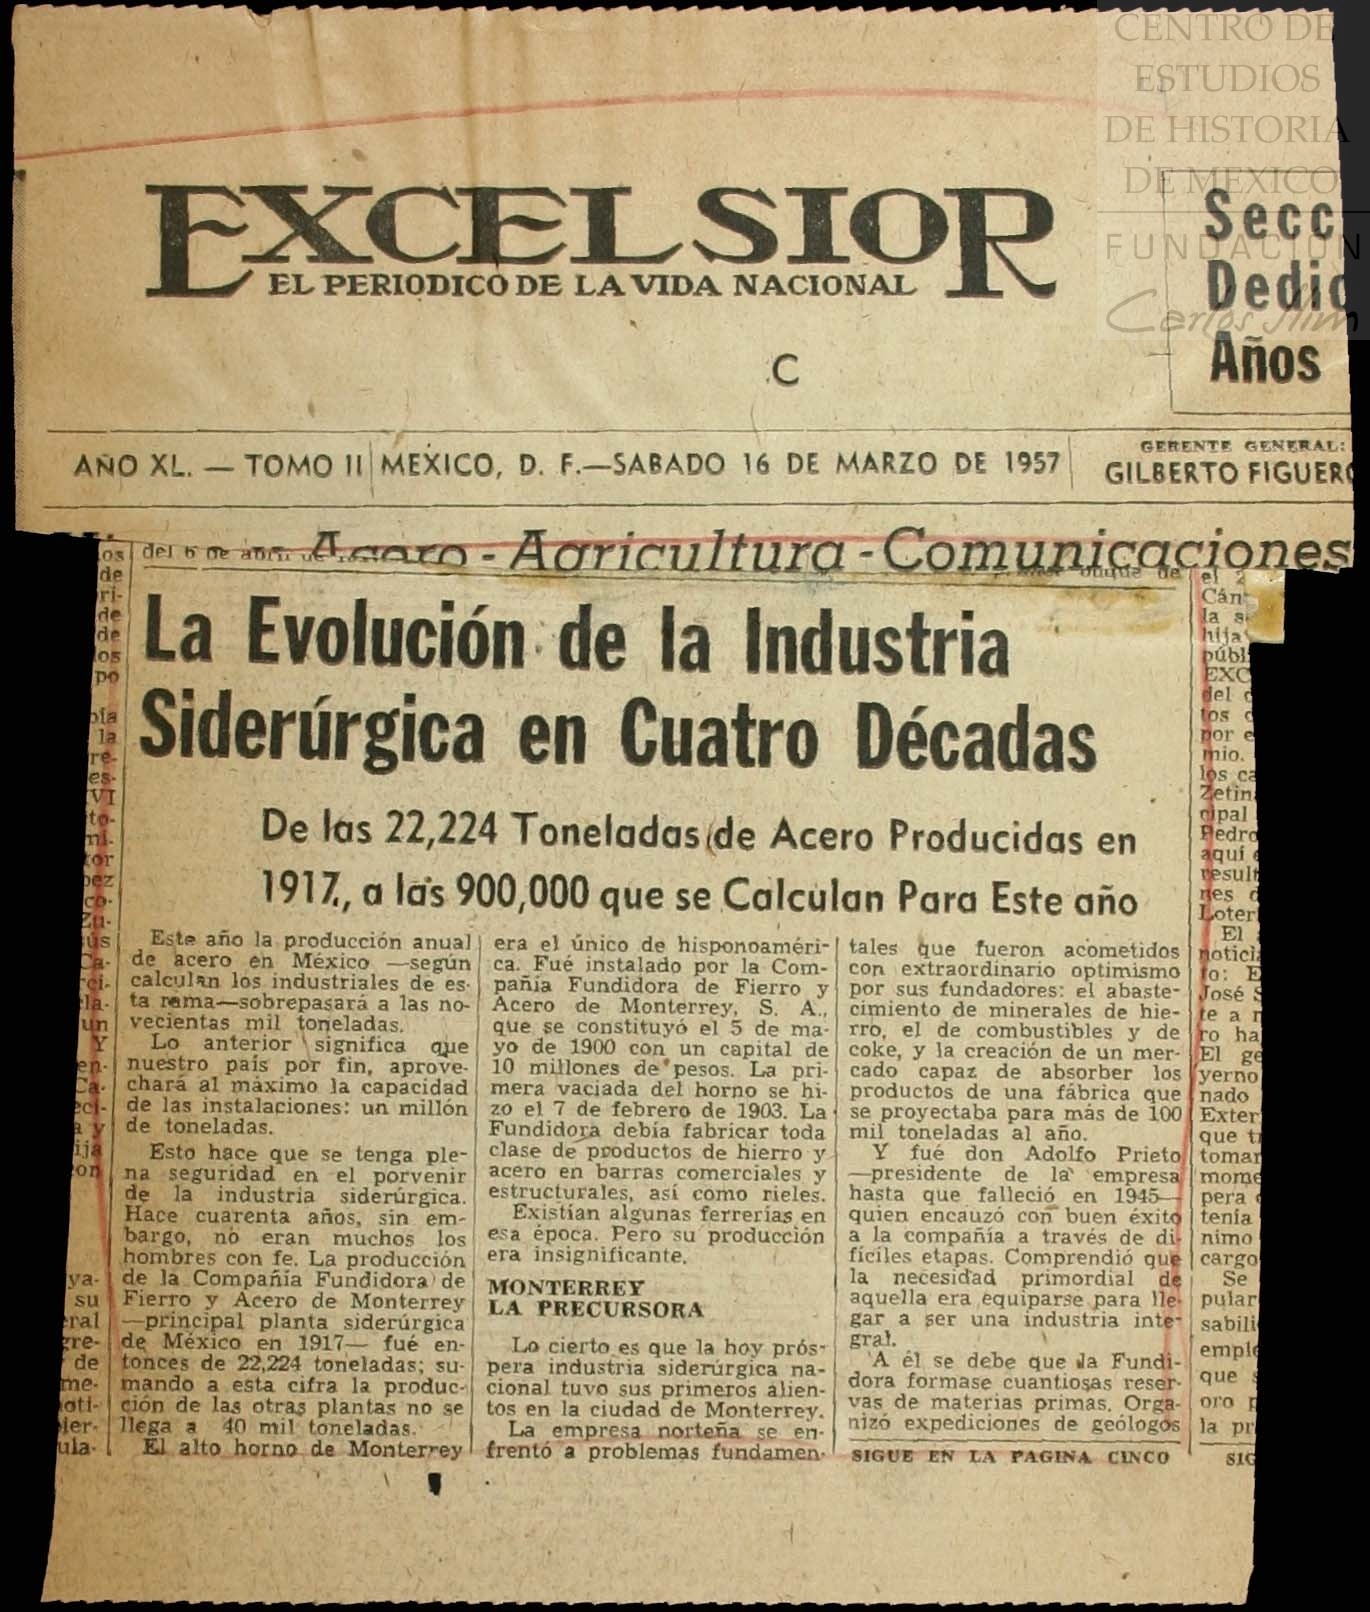 CENTRO DE
ESTUDIOS
DE HISTORIA
DE MEXICO
FUNDACION
Carlos Slim
EXCELSIOR
EL PERIODICO DE LA VIDA NACIONAL
C
Secc
Dedic
Años
AÑO XL. — TOMO II
MEXICO, D. F.—SABADO 16 DE MARZO DE 1957
GERENTE GENERAL:
GILBERTO FIGUERO
Acero - Agricultura - Comunicaciones
La Evolución de la Industria
Siderúrgica en Cuatro Décadas
De las 22,224 Toneladas de Acero Producidas en
1917, a las 900,000 que se Calculan Para Este año
Este año la producción anual
de acero en México —según
calculan los industriales de es-
ta rama—sobrepasará a las no-
vecientas mil toneladas.
Lo anterior significa que
nuestro país por fin, aprove-
chará al máximo la capacidad
de las instalaciones: un millón
de toneladas.
Esto hace que se tenga ple-
na seguridad en el porvenir
de la industria siderúrgica.
Hace cuarenta años, sin em-
bargo, no eran muchos los
hombres con fe. La producción
de la Compañía Fundidora de
Fierro y Acero de Monterrey
—principal planta siderúrgica
de México en 1917— fué en-
tonces de 22,224 toneladas; su-
mando a esta cifra la produc-
ción de las otras plantas no se
llega a 40 mil toneladas.
El alto horno de Monterrey
era el único de hisponoaméri-
ca. Fué instalado por la Com-
pañía Fundidora de Fierro y
Acero de Monterrey, S. A.,
que se constituyó el 5 de ma-
yo de 1900 con un capital de
10 millones de pesos. La pri-
mera vaciada del horno se hi-
zo el 7 de febrero de 1903. La
Fundidora debía fabricar toda
clase de productos de hierro y
acero en barras comerciales y
estructurales, así como rieles.
Existían algunas ferrerías en
esa época. Pero su producción
era insignificante.
MONTERREY
LA PRECURSORA
Lo cierto es que la hoy prós-
pera industria siderúrgica na-
cional tuvo sus primeros alien-
tos en la ciudad de Monterrey.
La empresa norteña se en-
frentó a problemas fundamen-
tales que fueron acometidos
con extraordinario optimismo
por sus fundadores: el abaste-
cimiento de minerales de hie-
rro, el de combustibles y de
coke, y la creación de un mer-
cado capaz de absorber los
productos de una fábrica que
se proyectaba para más de 100
mil toneladas al año.
Y fué don Adolfo Prieto
—presidente de la empresa
hasta que falleció en 1945—
quien encauzó con buen éxito
a la compañía a través de di-
fíciles etapas. Comprendió que
la necesidad primordial de
aquella era equiparse para lle-
gar a ser una industria inte-
gral.
A él se debe que la Fundi-
dora formase cuantiosas reser-
vas de materias primas. Orga-
nizó expediciones de geólogos
SIGUE EN LA PAGINA CINCO